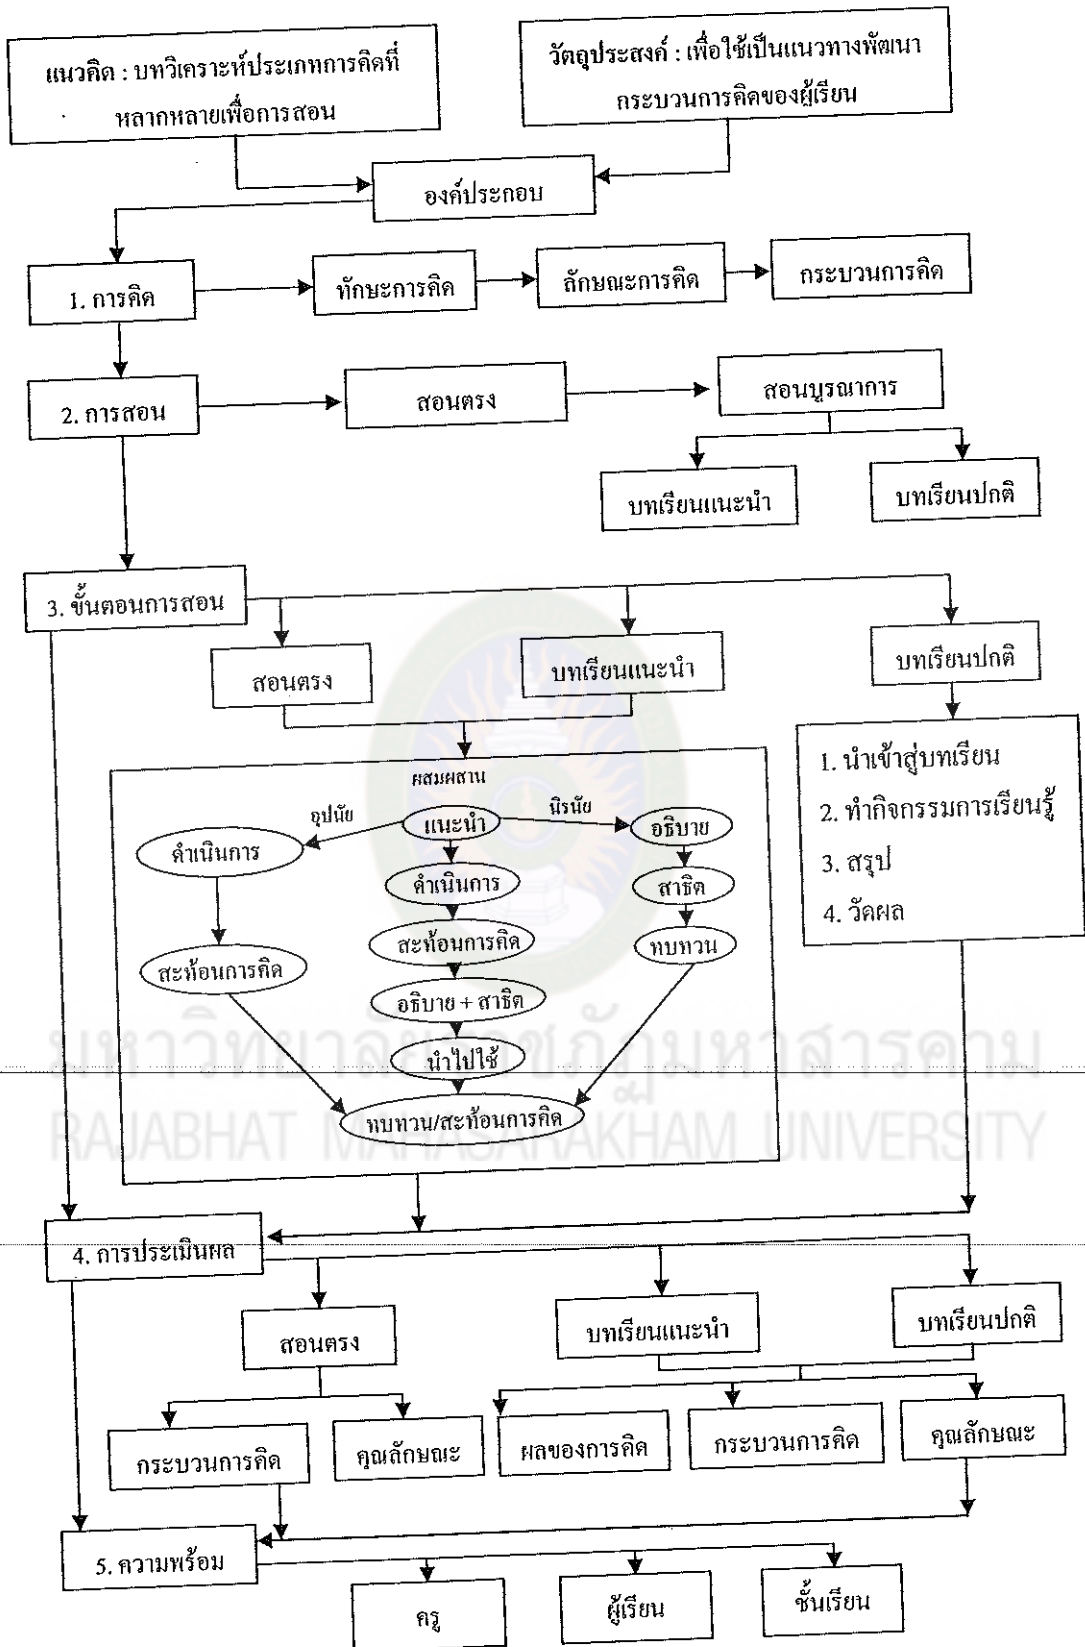 แนวคิด : บทวิเคราะห์ประเภทการคิดที่
หลากหลายเพื่อการสอน
วัตถุประสงค์ : เพื่อใช้เป็นแนวทางพัฒนา
กระบวนการคิดของผู้เรียน
องค์ประกอบ
1. การคิด
ทักษะการคิด
ลักษณะการคิด
กระบวนการคิด
2. การสอน
สอนตรง
สอนบูรณาการ
บทเรียนแนะนำ
บทเรียนปกติ
3. ขั้นตอนการสอน
สอนตรง
บทเรียนแนะนำ
บทเรียนปกติ
1. นำเข้าสู่บทเรียน
2. ทำกิจกรรมการเรียนรู้
3. สรุป
4. วัดผล
ผสมผสาน
อุปนัย
แนะนำ
นิรนัย
อธิบาย
ดำเนินการ
ดำเนินการ
สาธิต
สะท้อนการคิด
สะท้อนการคิด
ทบทวน
อธิบาย + สาธิต
นำไปใช้
ทบทวน/สะท้อนการคิด
มหาวิทยาลัยราชภัฏมหาสารคาม
RAJABHAT MAHASARAKHAM UNIVERSITY
4. การประเมินผล
สอนตรง
บทเรียนแนะนำ
บทเรียนปกติ
กระบวนการคิด
คุณลักษณะ
ผลของการคิด
กระบวนการคิด
คุณลักษณะ
5. ความพร้อม
ครู
ผู้เรียน
ชั้นเรียน